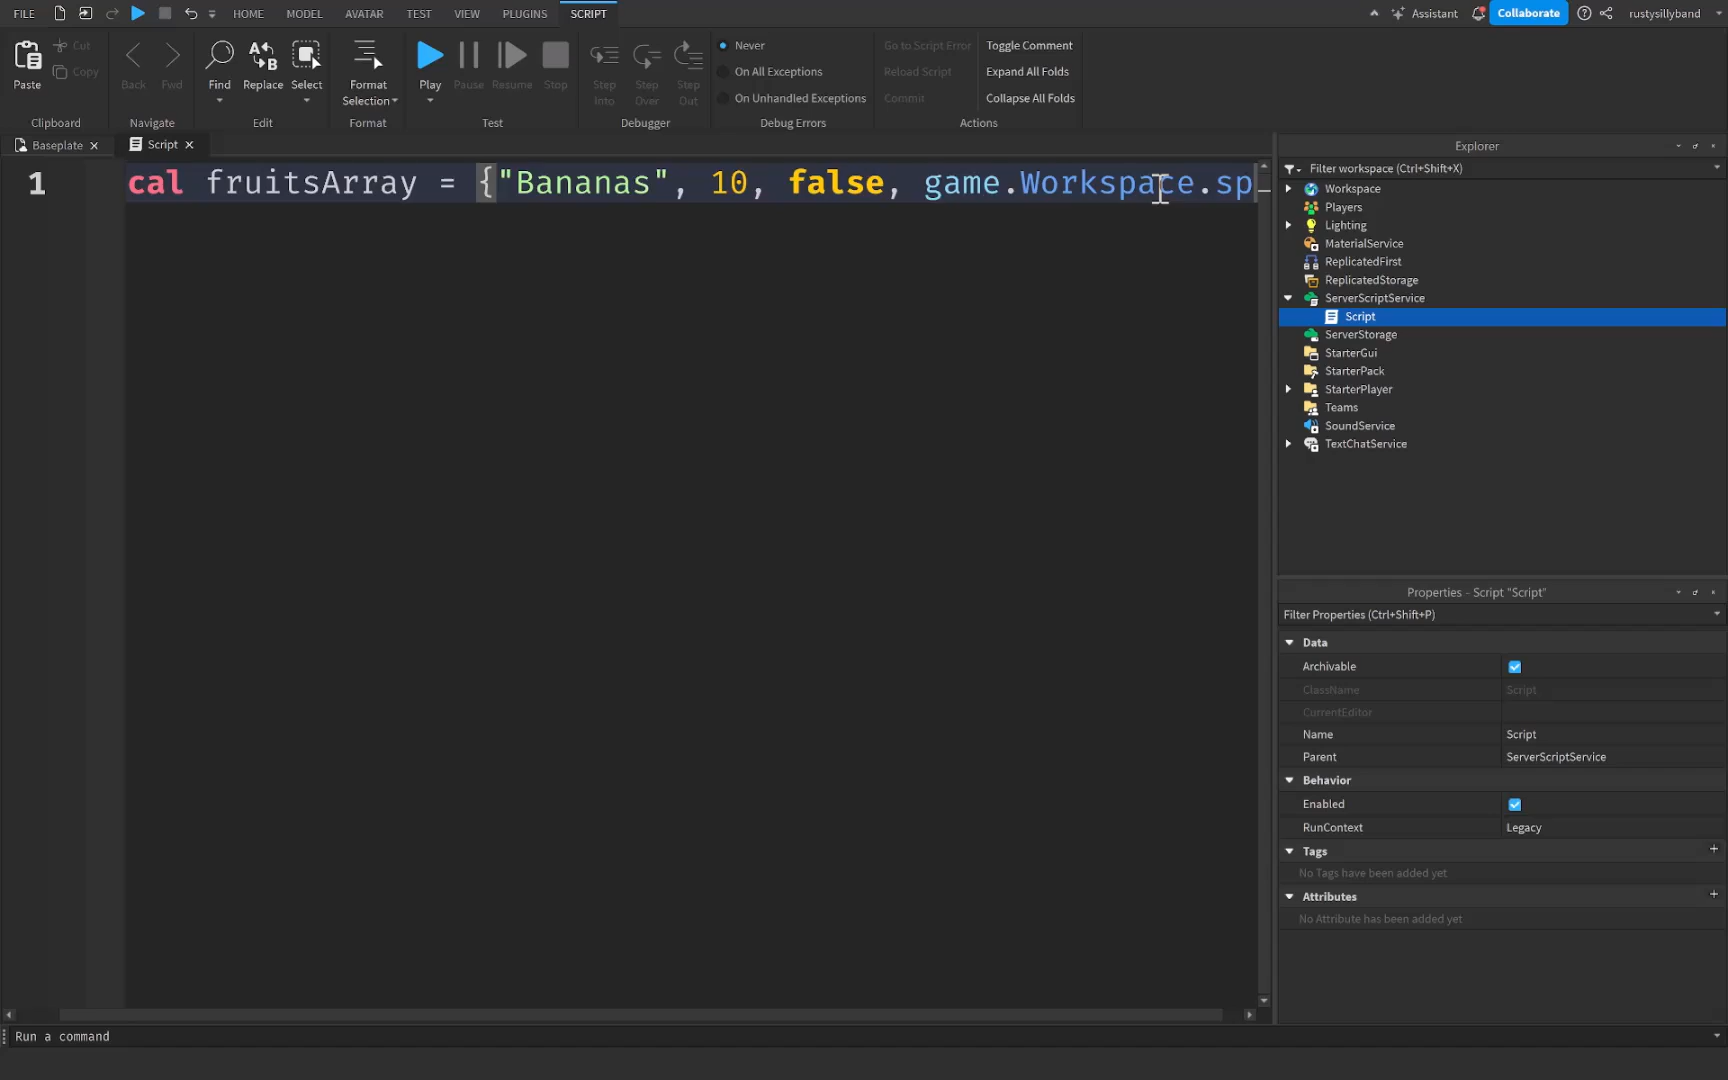 FILE HOME MODEL AVATAR TEST VIEW PLUGINS SCRIPT Assistant Collaborate rustysillyband
Paste Cut Copy
Back Fwd
Find Replace Select
Format Selection
Play Pause Resume Stop
Step Into Step Over Step Out
Never
On All Exceptions
On Unhandled Exceptions
Go to Script Error
Reload Script
Commit
Toggle Comment
Expand All Folds
Collapse All Folds
Clipboard Navigate Edit Format Test Debugger Debug Errors Actions
Baseplate Script
1 cal fruitsArray = {"Bananas", 10, false, game.Workspace.sp
Explorer
Filter workspace (Ctrl+Shift+X)
Workspace
Players
Lighting
MaterialService
ReplicatedFirst
ReplicatedStorage
ServerScriptService
Script
ServerStorage
StarterGui
StarterPack
StarterPlayer
Teams
SoundService
TextChatService
Properties - Script "Script"
Filter Properties (Ctrl+Shift+P)
Data
Archivable
ClassName Script
CurrentEditor
Name Script
Parent ServerScriptService
Behavior
Enabled
RunContext Legacy
Tags
No Tags have been added yet
Attributes
No Attribute has been added yet
Run a command